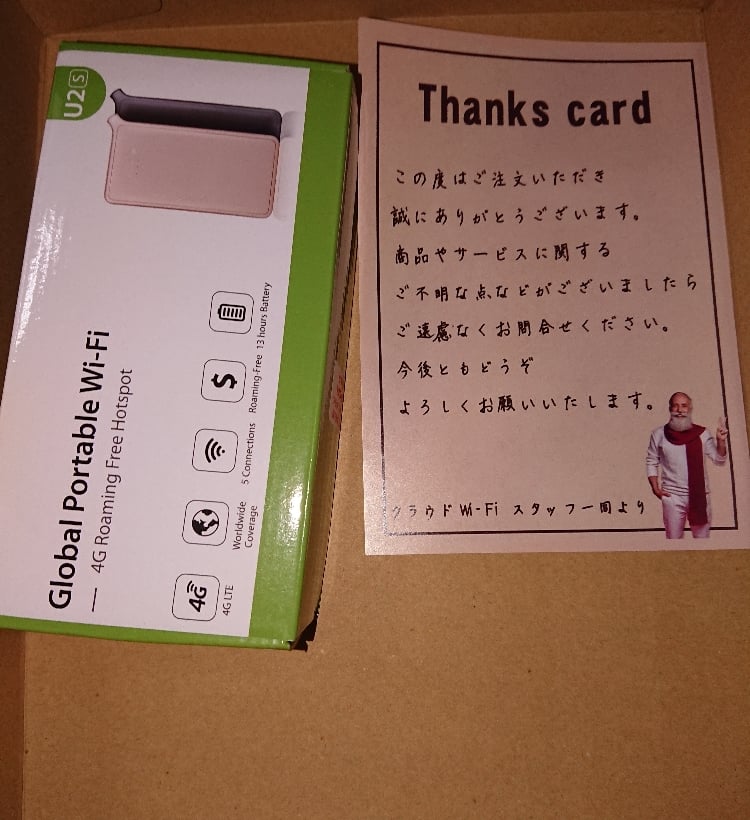 U2S
Global Portable Wi-Fi
4G Roaming Free Hotspot
4G
4G LTE
Worldwide
Coverage
5 Connections
$
Roaming-Free
13 hours Battery
Thanks card
この度はご注文いただき
誠にありがとうございます。
商品やサービスに関する
ご不明な点などがございましたら
ご遠慮なくお問合せください。
今後ともどうぞ
よろしくお願いいたします。
クラウドWi-Fi スタッフ一同より